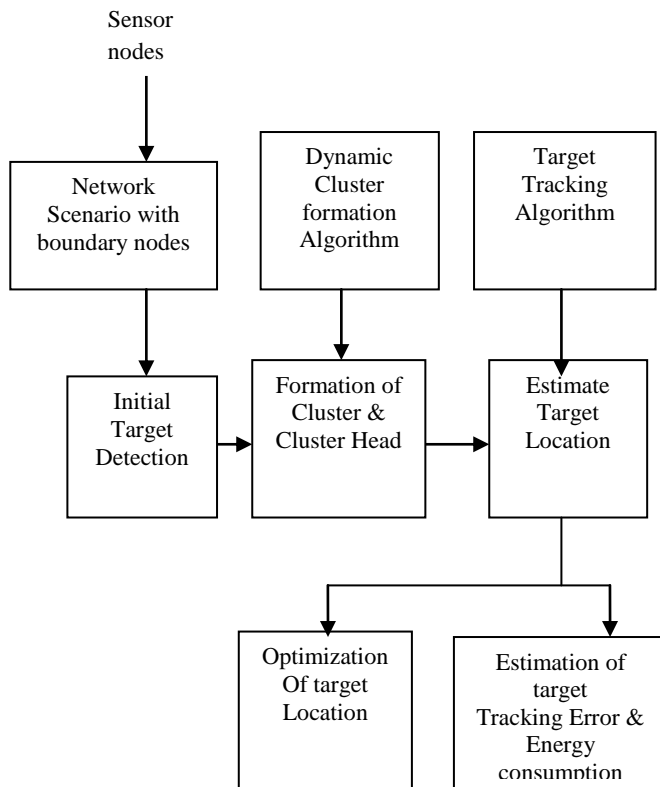 Sensor
nodes
Network
Scenario with
boundary nodes
Dynamic
Cluster
formation
Algorithm
Target
Tracking
Algorithm
Initial
Target
Detection
Formation of
Cluster &
Cluster Head
Estimate
Target
Location
Optimization
Of target
Location
Estimation of
target
Tracking Error &
Energy
consumption